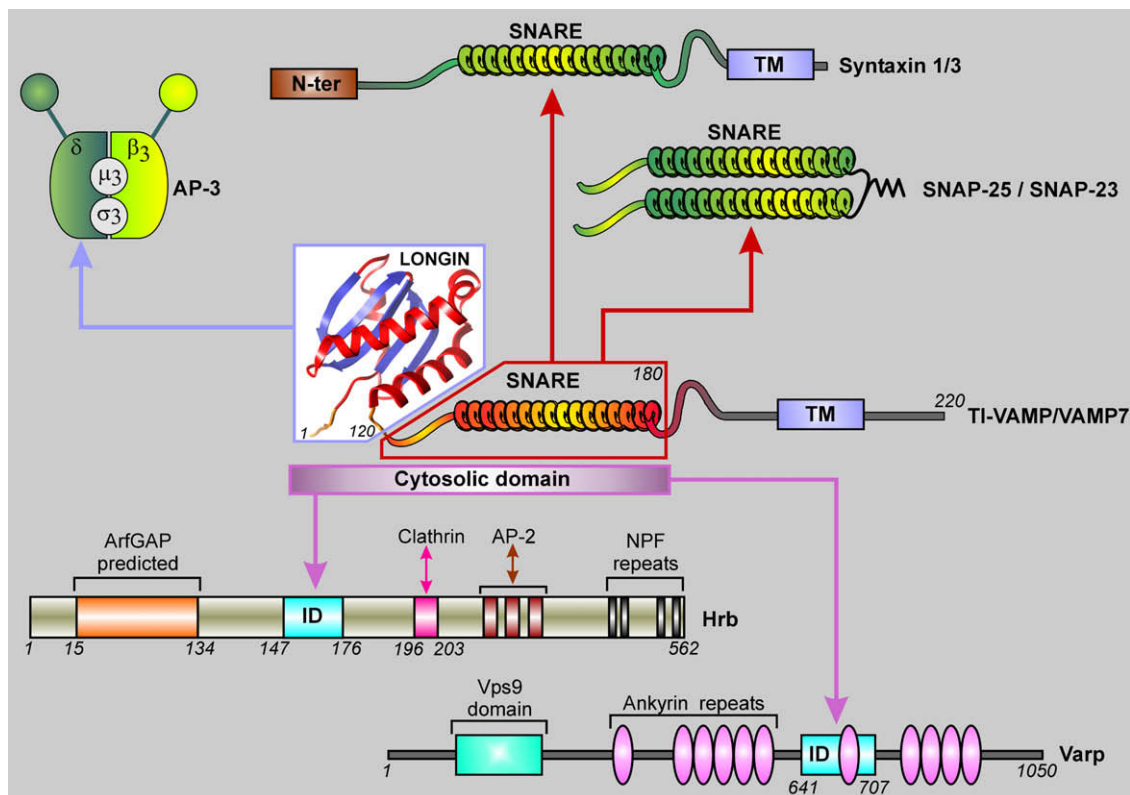 SNARE
N-ter
TM
Syntaxin 1/3
δ
β3
μ3
σ3
AP-3
SNARE
SNAP-25 / SNAP-23
LONGIN
1
120
SNARE
180
TM
220
TI-VAMP/VAMP7
Cytosolic domain
ArfGAP
predicted
Clathrin
AP-2
NPF
repeats
ID
Hrb
1
15
134
147
176
196
203
562
Vps9
domain
Ankyrin repeats
ID
Varp
1
641
707
1050